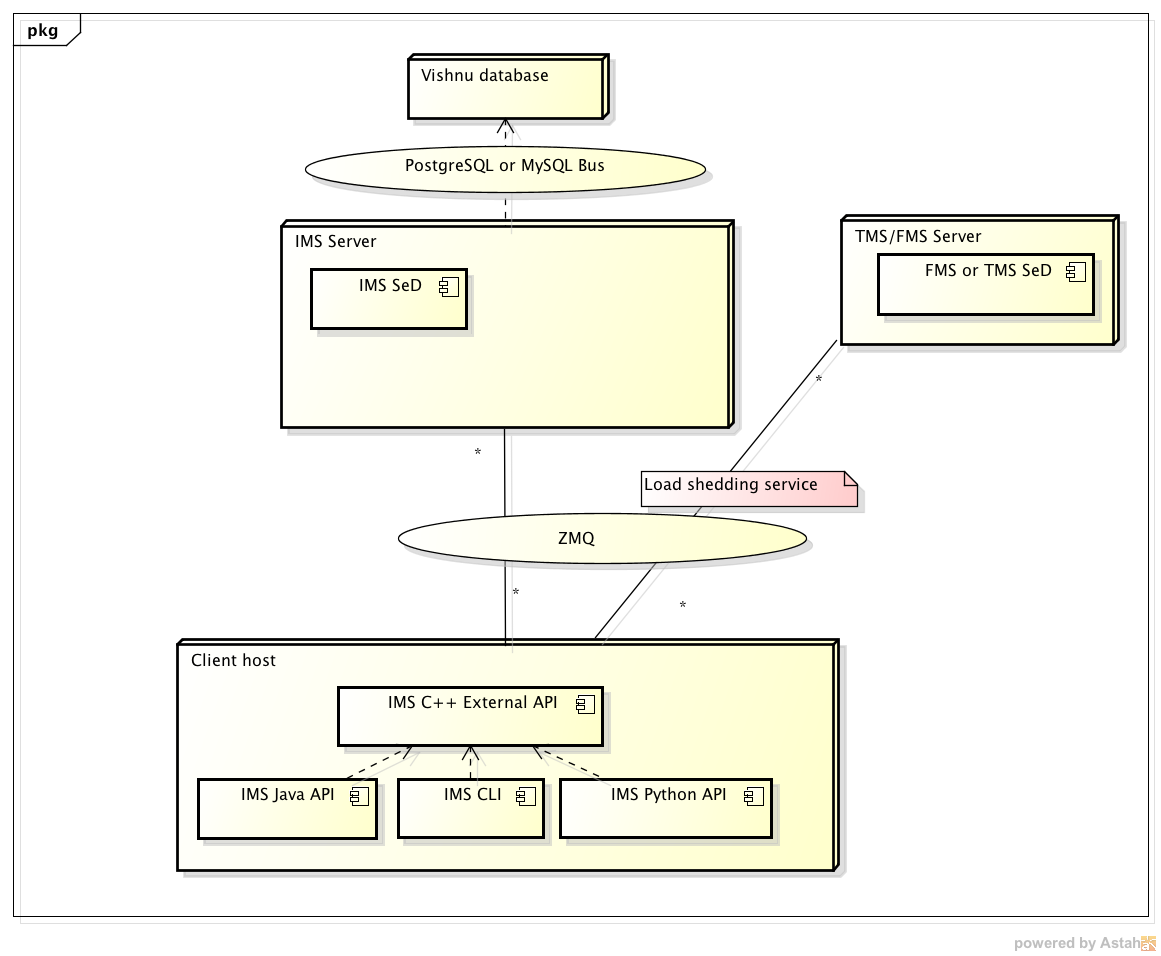 pkg
Vishnu database
PostgreSQL or MySQL Bus
IMS Server
IMS SeD
TMS/FMS Server
FMS or TMS SeD
*
*
Load shedding service
ZMQ
*
*
Client host
IMS C++ External API
IMS Java API
IMS CLI
IMS Python API
powered by Astah